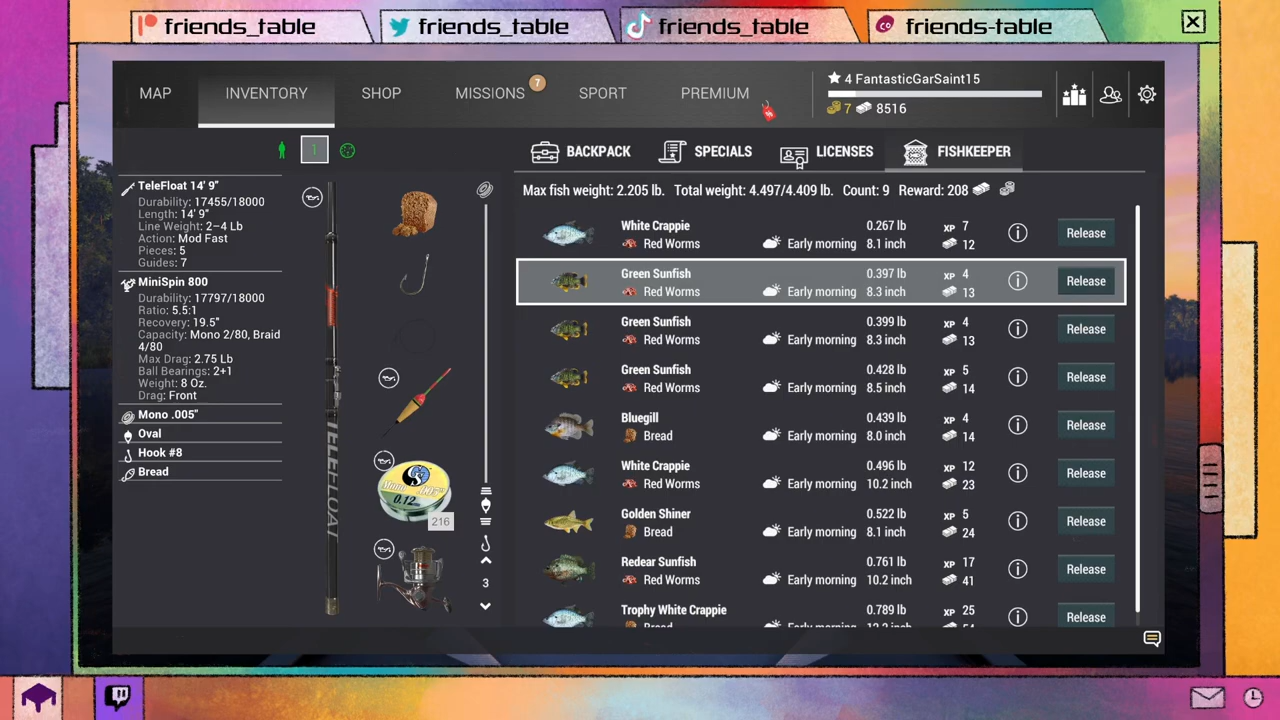 friends_table
friends_table
friends_table
friends-table
MAP
INVENTORY
SHOP
MISSIONS
7
SPORT
PREMIUM
4 FantasticGarSaint15
7 8516
1
BACKPACK
SPECIALS
LICENSES
FISHKEEPER
TeleFloat 14' 9"
Durability: 17455/18000
Length: 14' 9"
Line Weight: 2–4 Lb
Action: Mod Fast
Pieces: 5
Guides: 7
MiniSpin 800
Durability: 17797/18000
Ratio: 5.5:1
Recovery: 19.5"
Capacity: Mono 2/80, Braid
4/80
Max Drag: 2.75 Lb
Ball Bearings: 2+1
Weight: 8 Oz.
Drag: Front
Mono .005"
Oval
Hook #8
Bread
TELEFLOAT
0.12
216
3
Max fish weight: 2.205 lb. Total weight: 4.497/4.409 lb. Count: 9 Reward: 208
White Crappie 0.267 lb XP 7
Red Worms Early morning 8.1 inch 12
Release
Green Sunfish 0.397 lb XP 4
Red Worms Early morning 8.3 inch 13
Release
Green Sunfish 0.399 lb XP 4
Red Worms Early morning 8.3 inch 13
Release
Green Sunfish 0.428 lb XP 5
Red Worms Early morning 8.5 inch 14
Release
Bluegill 0.439 lb XP 4
Bread Early morning 8.0 inch 14
Release
White Crappie 0.496 lb XP 12
Red Worms Early morning 10.2 inch 23
Release
Golden Shiner 0.522 lb XP 5
Bread Early morning 8.1 inch 24
Release
Redear Sunfish 0.761 lb XP 17
Red Worms Early morning 10.2 inch 41
Release
Trophy White Crappie 0.789 lb XP 25
Bread Early morning
Release